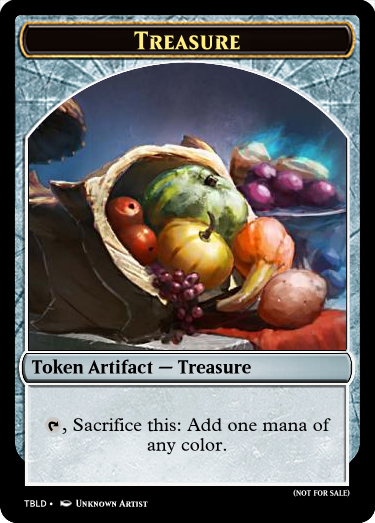 Treasure
Token Artifact — Treasure
, Sacrifice this: Add one mana of
any color.
(NOT FOR SALE)
TBLD • Unknown Artist